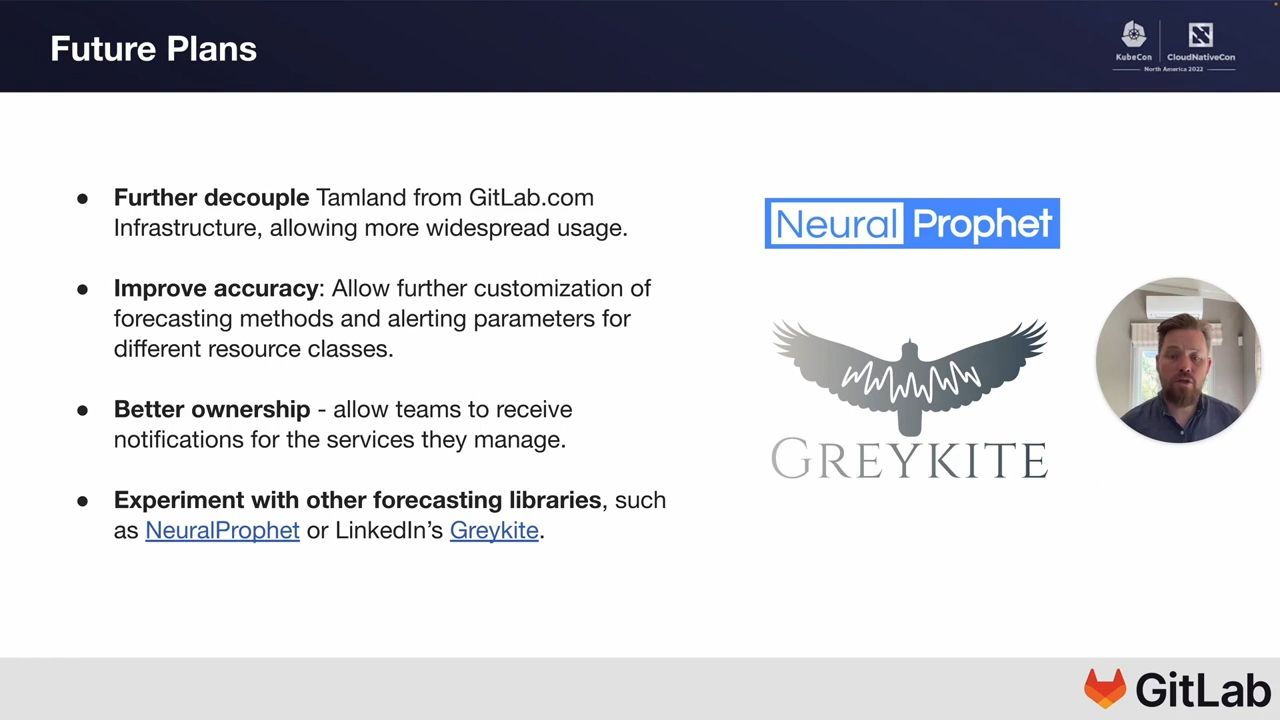 Future Plans
KubeCon
CloudNativeCon
North America 2022
● Further decouple Tamland from GitLab.com
Infrastructure, allowing more widespread usage.
● Improve accuracy: Allow further customization of
forecasting methods and alerting parameters for
different resource classes.
● Better ownership - allow teams to receive
notifications for the services they manage.
● Experiment with other forecasting libraries, such
as NeuralProphet or LinkedIn’s Greykite.
Neural Prophet
GREYKITE
GitLab